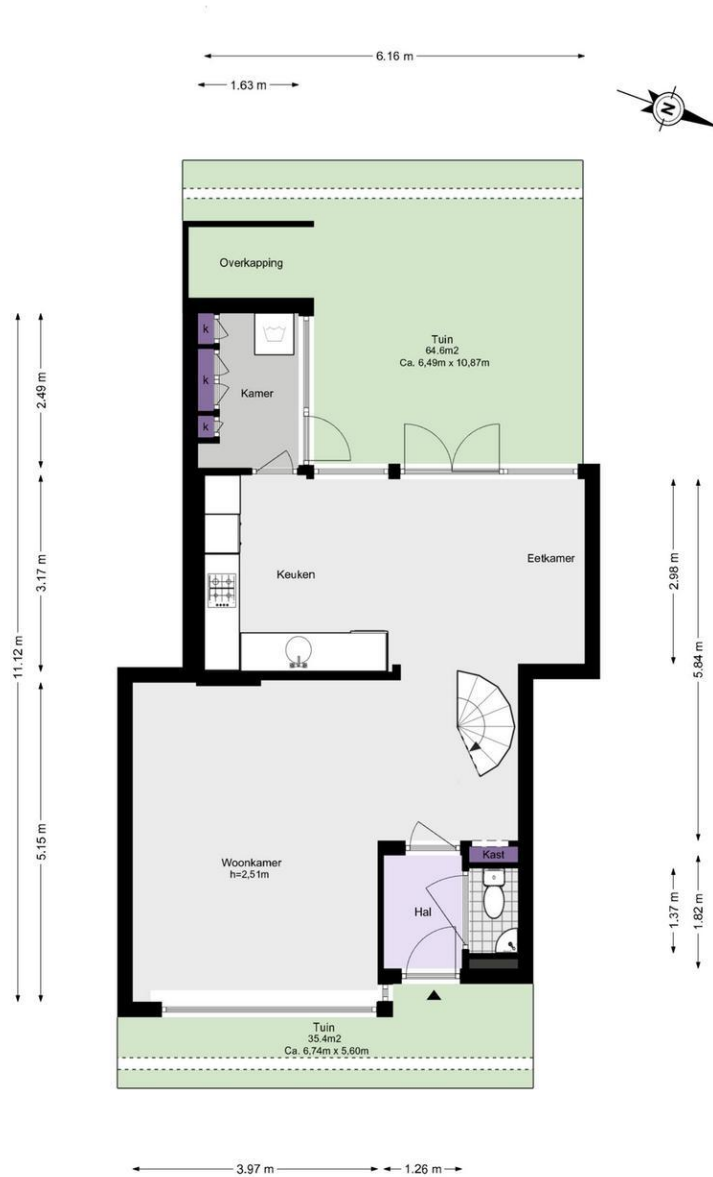 6.16 m
1.63 m
N
Overkapping
k
k
k
Kamer
Tuin
64.6m2
Ca. 6,49m x 10,87m
2.49 m
3.17 m
11.12 m
5.15 m
Keuken
Eetkamer
2.98 m
5.84 m
Woonkamer
h=2,51m
Kast
Hal
1.37 m
1.82 m
Tuin
35.4m2
Ca. 6,74m x 5,60m
3.97 m
1.26 m